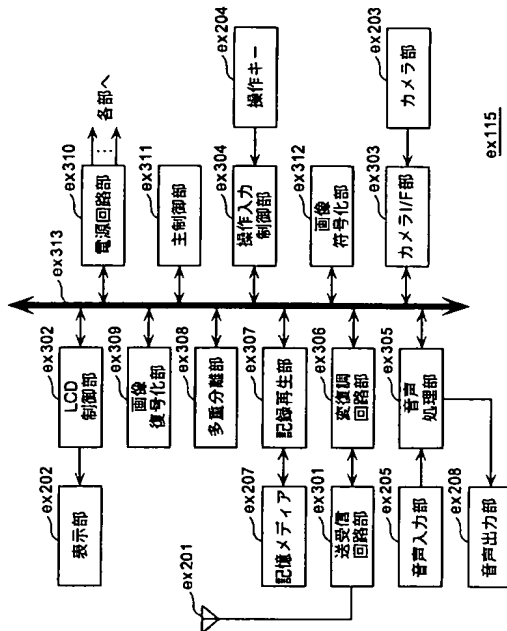 ex115
ex201
ex202
表示部
ex302
LCD
制御部
ex309
画像
復号化部
ex308
多重分離部
ex207
記憶メディア
ex307
記録再生部
ex301
送受信
回路部
ex306
変復調
回路部
ex205
音声入力部
ex305
音声
処理部
ex208
音声出力部
ex313
ex310
電源回路部
各部へ
ex311
主制御部
ex304
操作入力
制御部
ex204
操作キー
ex312
画像
符号化部
ex303
カメラI/F部
ex203
カメラ部